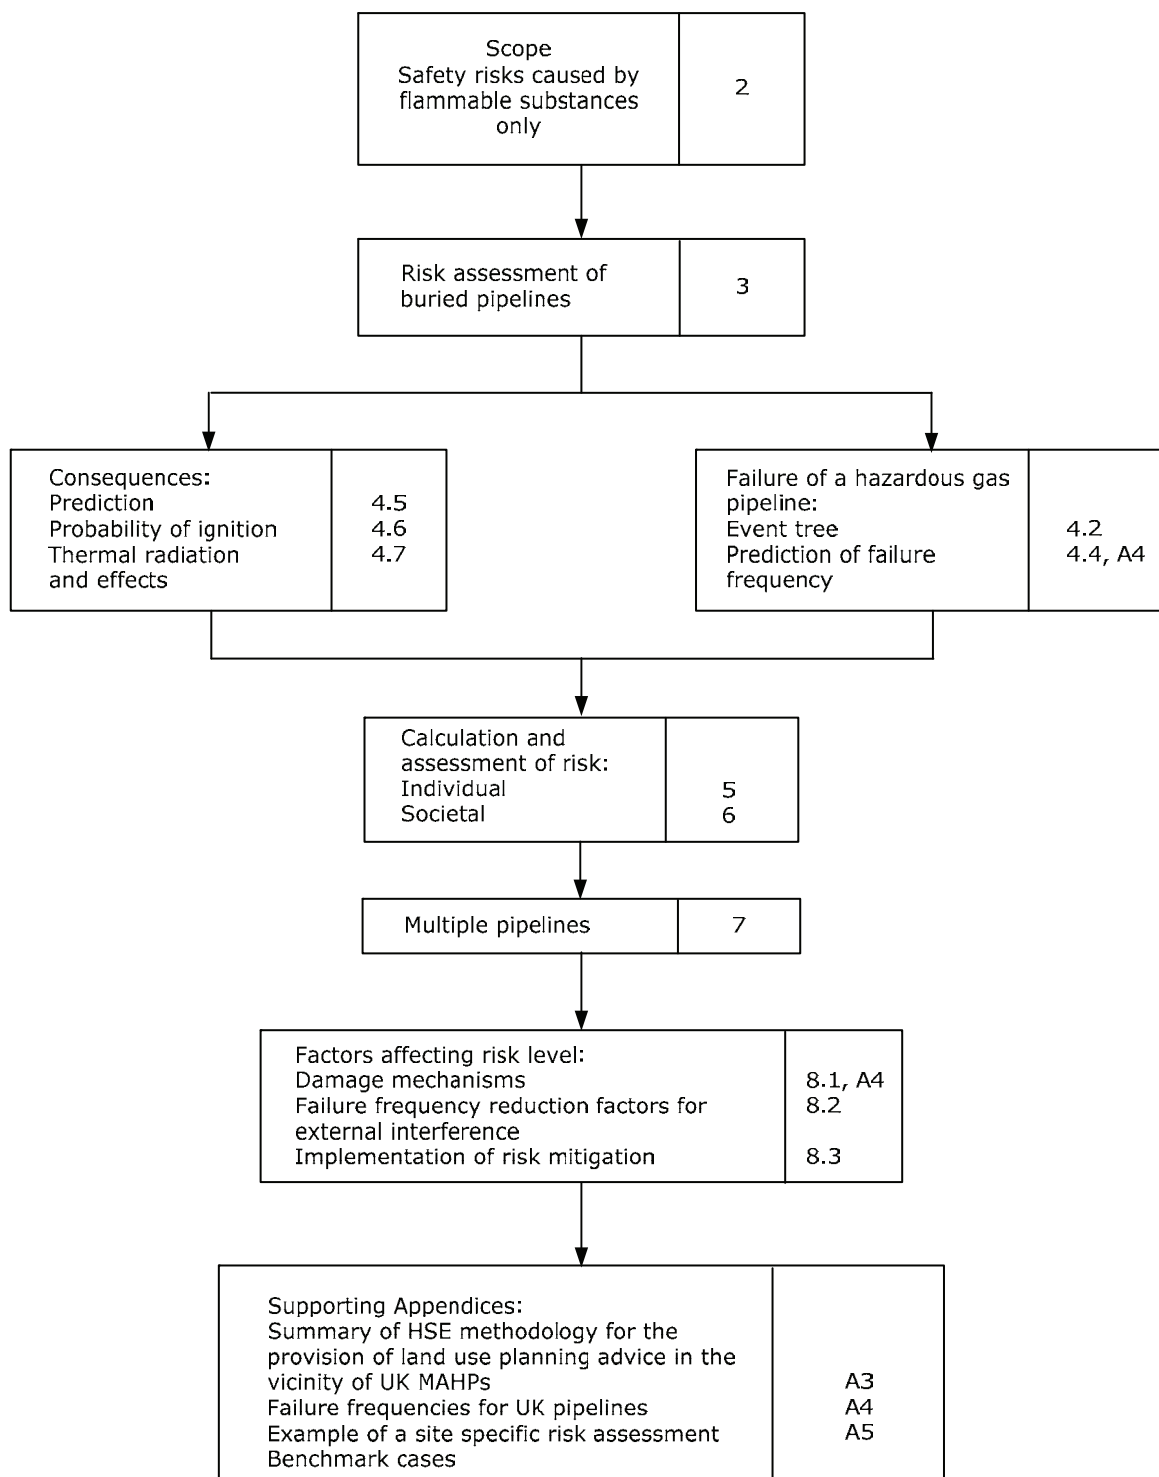 Scope
Safety risks caused by
flammable substances
only
2
Risk assessment of
buried pipelines
3
Consequences:
Prediction 4.5
Probability of ignition 4.6
Thermal radiation 4.7
and effects
Failure of a hazardous gas
pipeline:
Event tree 4.2
Prediction of failure 4.4, A4
frequency
Calculation and
assessment of risk:
Individual 5
Societal 6
Multiple pipelines 7
Factors affecting risk level:
Damage mechanisms 8.1, A4
Failure frequency reduction factors for 8.2
external interference
Implementation of risk mitigation 8.3
Supporting Appendices:
Summary of HSE methodology for the
provision of land use planning advice in the
vicinity of UK MAHPs A3
Failure frequencies for UK pipelines A4
Example of a site specific risk assessment A5
Benchmark cases